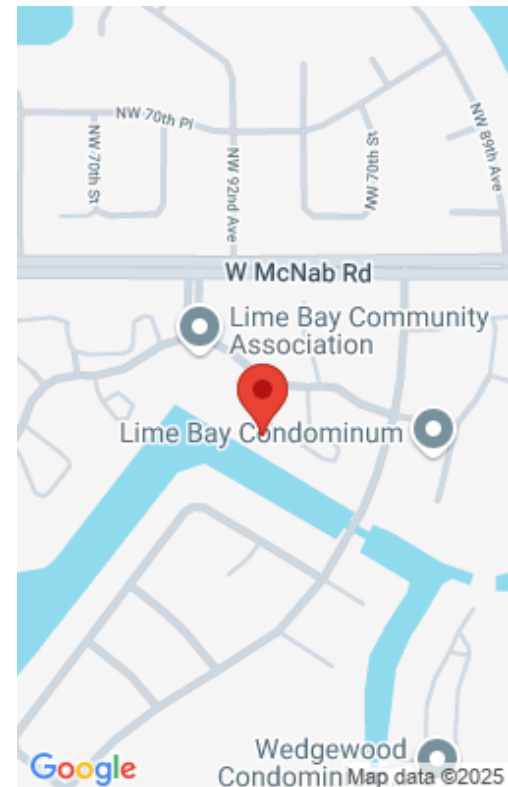 NW 70th Pl
NW 70th St
NW 92nd Ave
NW 70th St
NW 89th Ave
W McNab Rd
Lime Bay Community
Association
Lime Bay Condominum
Wedgewood
Condomini
Google
Map data ©2025